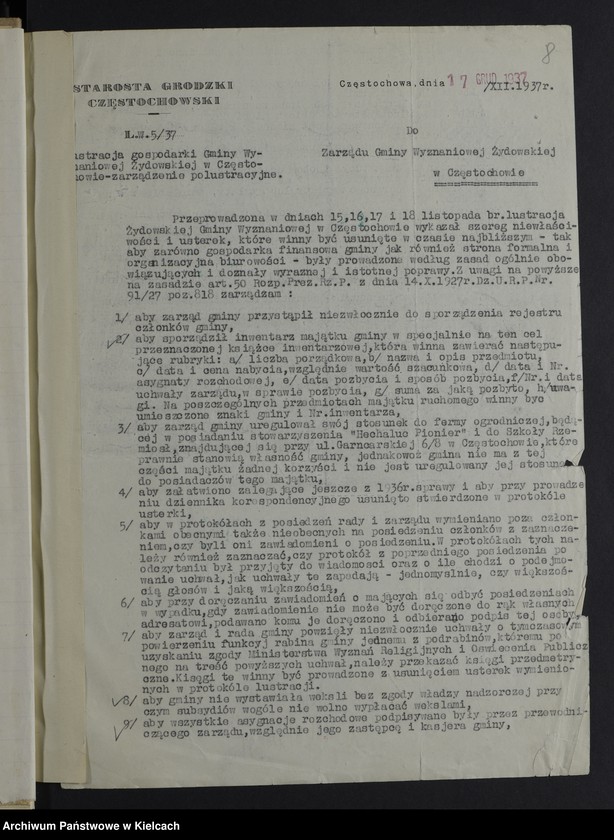 8
STAROSTA GRODZKI
CZĘSTOCHOWSKI
Częstochowa,dnia 17 GRUD 1937 /XII.1937r.
L.W.5/37
Do
ustracja gospodarki Gminy Wy-
naniowej Żydowskiej w Często-
howie-zarządzenie polustracyjne.
Zarządu Gminy Wyznaniowej Żydowskiej
w Częstochowie
Przeprowadzona w dniach 15,16,17 i 18 listopada br.lustracja
Żydowskiej Gminy Wyznaniowej w Częstochowie wykazał szereg niewłaści-
wości i usterek, które winny być usunięte w czasie najbliższym - tak
aby zarówno gospodarka finansowa gminy jak również strona formalna i
organizacyjna biurowości - były prowadzone według zasad ogólnie obo-
wiązujących i doznały wyraznej i istotnej poprawy.Z uwagi na powyższe
na zasadzie art.50 Rozp.Prez.Rz.P. z dnia 14.X.1927r.Dz.U.R.P.Nr.
91/27 poz.818 zarządzam :
1/ aby zarząd gminy przystąpił niezwłocznie do sporządzenia rejestru
członków gminy,
2/ aby sporządził inwentarz majątku gminy w specjalnie na ten cel
przeznaczonej książce inwentarzowej,która winna zawierać następu-
jące rubryki: a/ liczba porządkowa,b/ nazwa i opis przedmiotu,
c/ data i cena nabycia,względnie wartość szacunkowa, d/ data i Nr.
asygnaty rozchodowej, e/ data pozbycia i sposób pozbycia,f/Nr.i data
uchwały zarządu,w sprawie pozbycia, g/ suma za jaką pozbyto, h/uwa-
gi. Na poszczególnych przedmiotach majątku ruchomego winny być
umieszczone znaki gminy i Nr.inwentarza,
3/ aby zarząd gminy uregulował swój stosunek do fermy ogrodniczej,będą-
cej w posiadaniu stowarzyszenia "Hechaluc Pionier" i do Szkoły Rze-
miosł,znajdującej się przy ul.Garncarskiej 6/8 w Częstochowie,które
prawnie stanowią własność gminy, jednakowoż gmina nie ma z tej
części majątku żadnej korzyści i nie jest uregulowany jej stosunek
do posiadaczów tego majątku,
4/ aby załatwiono zalegające jeszcze z 1936r.sprawy i aby przy prowadze
niu dziennika korespondencyjnego usunięto stwierdzone w protokóle
usterki,
5/ aby w protokółach z posiedzeń rady i zarządu wymieniano poza człon-
kami obecnymi także nieobecnych na posiedzeniu członków z zaznacze-
niem,czy byli oni zawiadomieni o posiedzeniu.W protokółach tych na-
leży również zaznaczać,czy protokół z poprzedniego posiedzenia po
odczytaniu był przyjęty do wiadomości oraz o ile chodzi o podejmo-
wanie uchwał,jak uchwały te zapadają - jednomyślnie, czy większoś-
cią głosów i jaką większością,
6/ aby przy doręczaniu zawiadomień o mających się odbyć posiedzeniach
w wypadku,gdy zawiadomienie nie może być doręczone do rąk własnych
adresatowi,podawano komu je doręczono i odbierano podpis tej osoby,
7/ aby zarząd i rada gminy powzięły niezwłocznie uchwały o tymczasowym
powierzeniu funkcyj rabina gminy jednemu z podrabinów,któremu po
uzyskaniu zgody Ministerstwa Wyznań Religijnych i Oświecenia Publicz
nego na treść powyższych uchwał,należy przekazać księgi przedmetry-
czne.Księgi te winny być prowadzone z usunięciem usterek wymienio-
nych w protokóle lustracji.
8/ aby gmina nie wystawiała weksli bez zgody władzy nadzorczej przy
czym subsydiów wogóle nie wolno wypłacać wekslami,
9/ aby wszystkie asygnacje rozchodowe podpisywane były przez przewodni-
czącego zarządu,względnie jego zastępcę i kasjera gminy,
Archiwum Państwowe w Kielcach